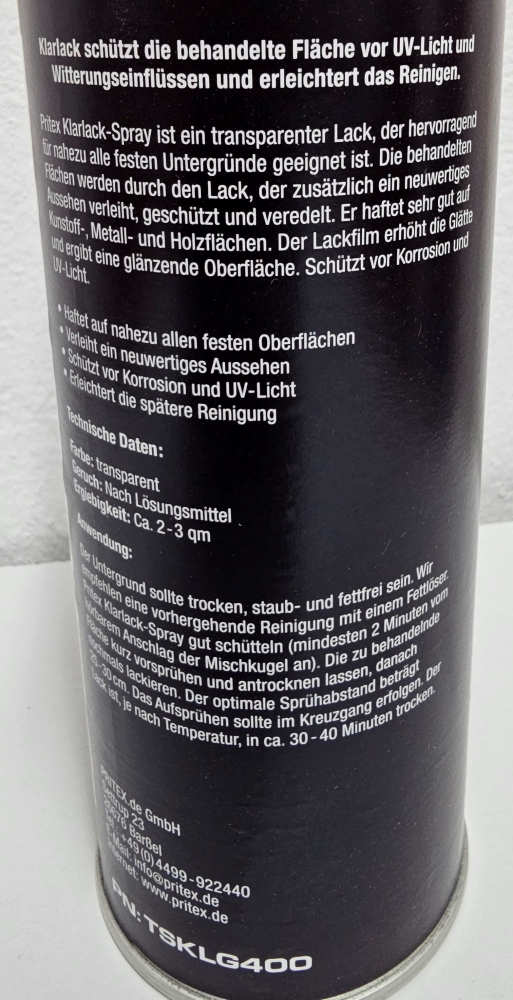 Klarlack schützt die behandelte Fläche vor UV-Licht und
Witterungseinflüssen und erleichtert das Reinigen.
Pritex Klarlack-Spray ist ein transparenter Lack, der hervorragend
für nahezu alle festen Untergründe geeignet ist. Die behandelten
Flächen werden durch den Lack, der zusätzlich ein neuwertiges
Aussehen verleiht, geschützt und veredelt. Er haftet sehr gut auf
Kunstoff-, Metall- und Holzflächen. Der Lackfilm erhöht die Glätte
und ergibt eine glänzende Oberfläche. Schützt vor Korrosion und
UV-Licht.
• Haftet auf nahezu allen festen Oberflächen
• Verleiht ein neuwertiges Aussehen
• Schützt vor Korrosion und UV-Licht
• Erleichtert die spätere Reinigung
Technische Daten:
Farbe: transparent
Geruch: Nach Lösungsmittel
Ergiebigkeit: Ca. 2-3 qm
Anwendung:
Der Untergrund sollte trocken, staub- und fettfrei sein. Wir
empfehlen eine vorhergehende Reinigung mit einem Fettlöser.
Pritex Klarlack-Spray gut schütteln (mindesten 2 Minuten vom
hörbarem Anschlag der Mischkugel an). Die zu behandelnde
Fläche kurz vorsprühen und antrocknen lassen, danach
nochmals lackieren. Der optimale Sprühabstand beträgt
25-30 cm. Das Aufsprühen sollte im Kreuzgang erfolgen. Der
Lack ist, je nach Temperatur, in ca. 30-40 Minuten trocken.
PRITEX.de GmbH
23
26676 Barßel
Tel.: +49 (0) 4499-922440
E-Mail: info@pritex.de
Internet: www.pritex.de
PN: TSKLG400